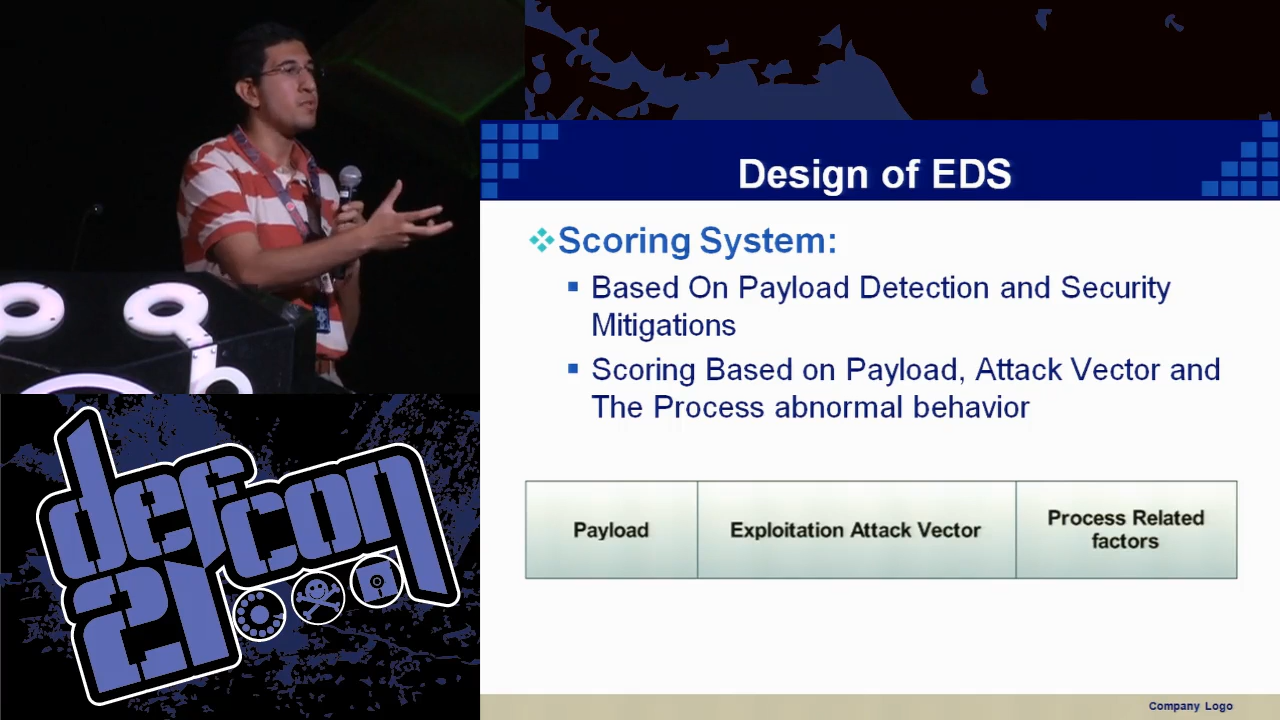 Design of EDS
Scoring System:
Based On Payload Detection and Security
Mitigations
Scoring Based on Payload, Attack Vector and
The Process abnormal behavior
Payload
Exploitation Attack Vector
Process Related
factors
Company Logo
defcon
21